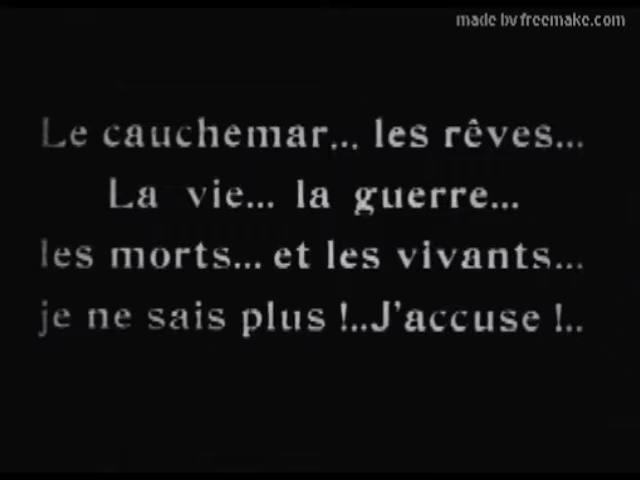 made by freemake.com
Le cauchemar... les rêves...
La vie... la guerre...
les morts... et les vivants...
je ne sais plus !..J'accuse !..